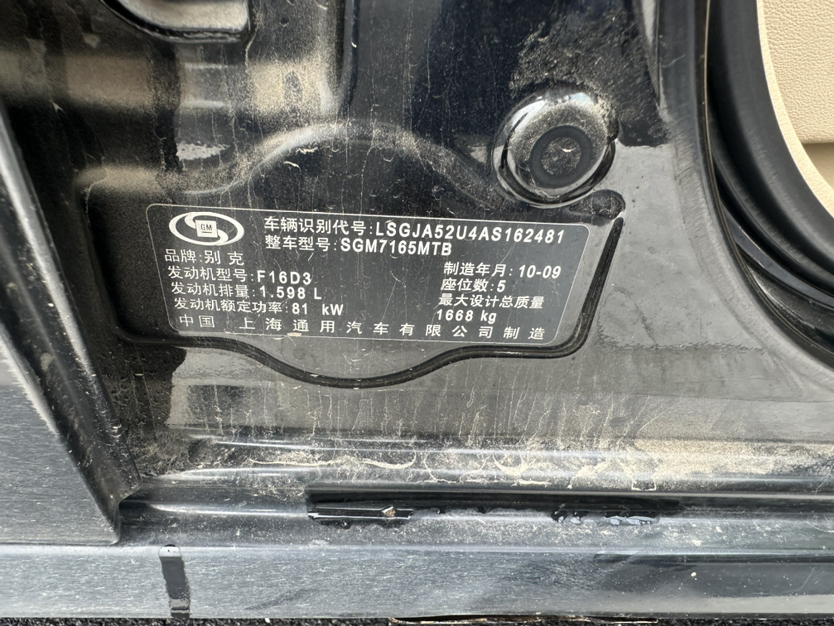 GM
车辆识别代号:LSGJA52U4AS162481
整车型号:SGM7165MTB
品牌:别 克
发动机型号:F16D3
制造年月:10-09
发动机排量:1.598 L
座位数:5
发动机额定功率:81 kW
最大设计总质量
1668 kg
中国 上海通用汽车有限公司制造